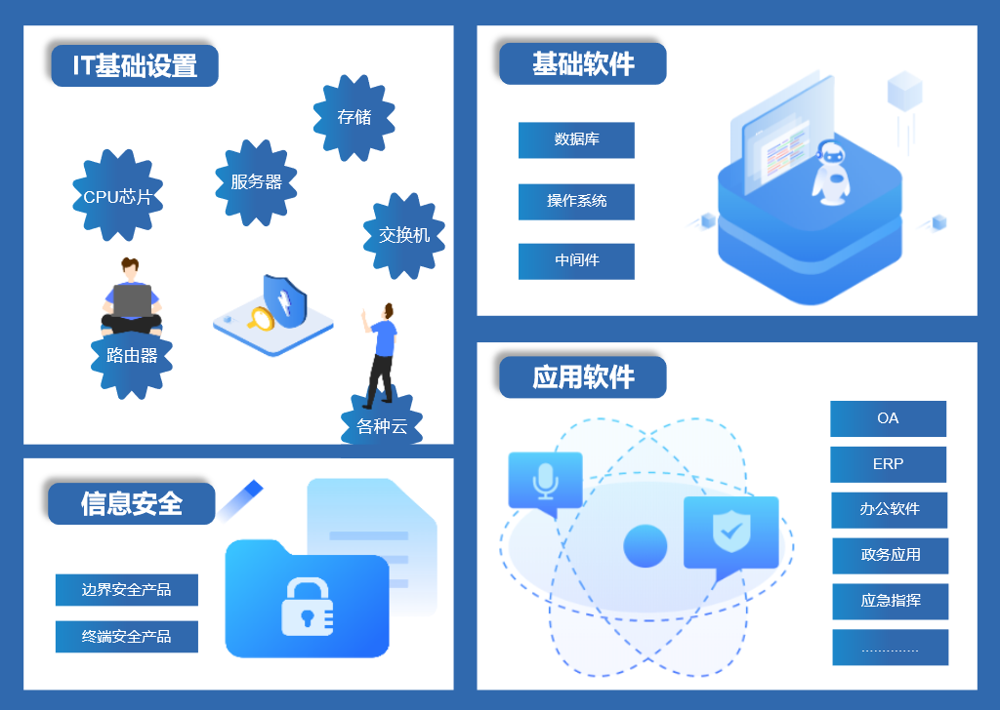 IT基础设置
存储
服务器
CPU芯片
交换机
路由器
各种云
基础软件
数据库
操作系统
中间件
应用软件
OA
ERP
办公软件
政务应用
应急指挥
..............
信息安全
边界安全产品
终端安全产品